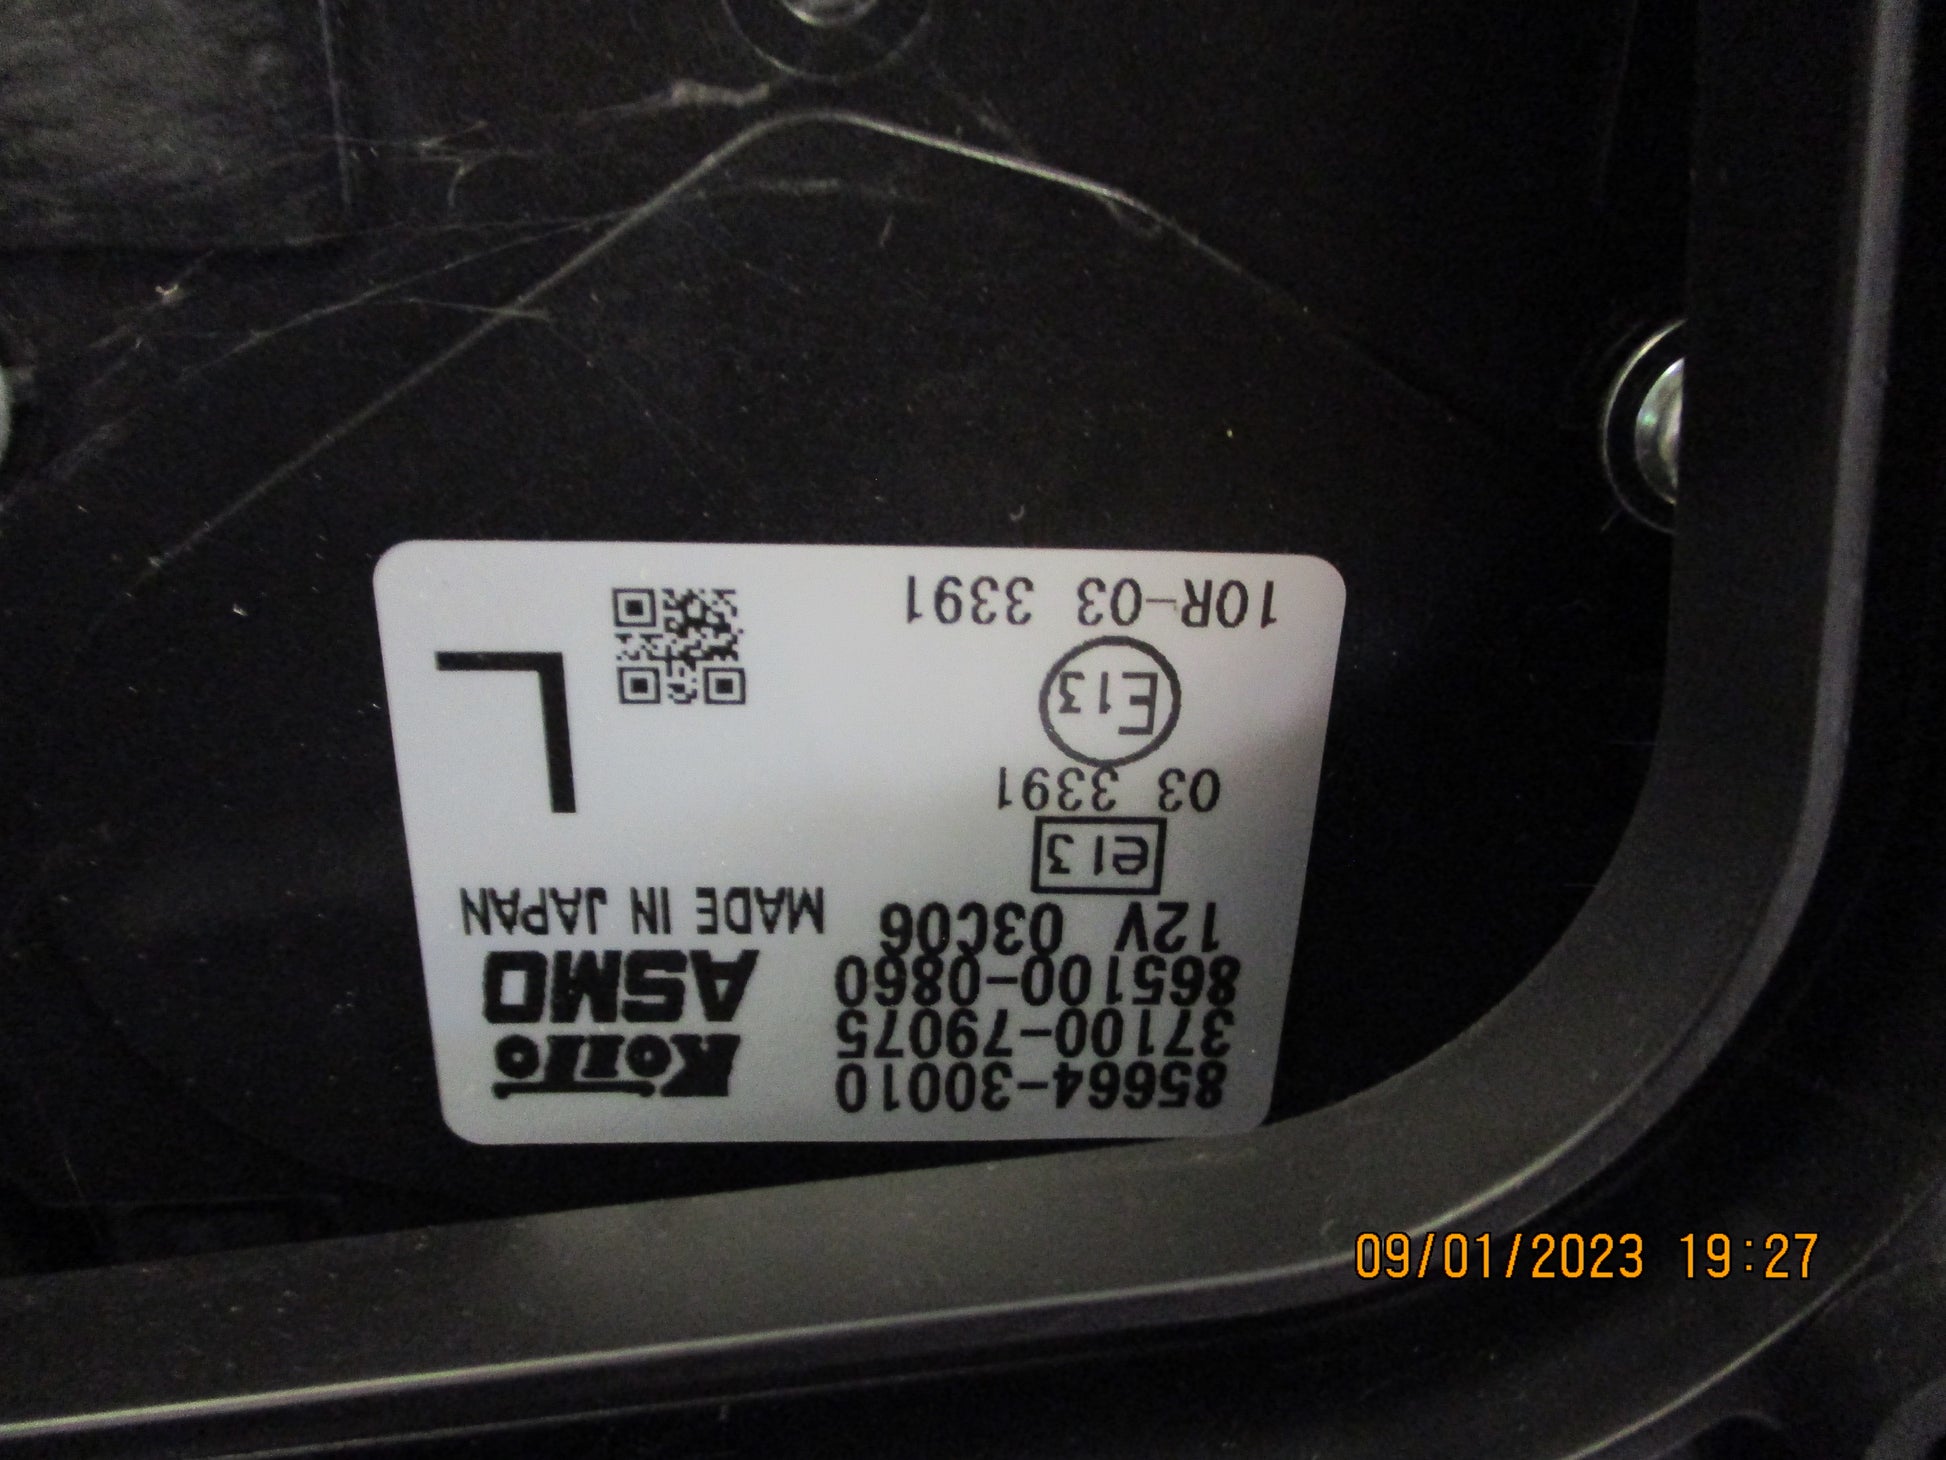 85664-30010
37100-79075
865100-0860
12V 03C06
KOITO
ASMO
MADE IN JAPAN
e13
03 3391
E13
10R-03 3391
L
09/01/2023 19:27